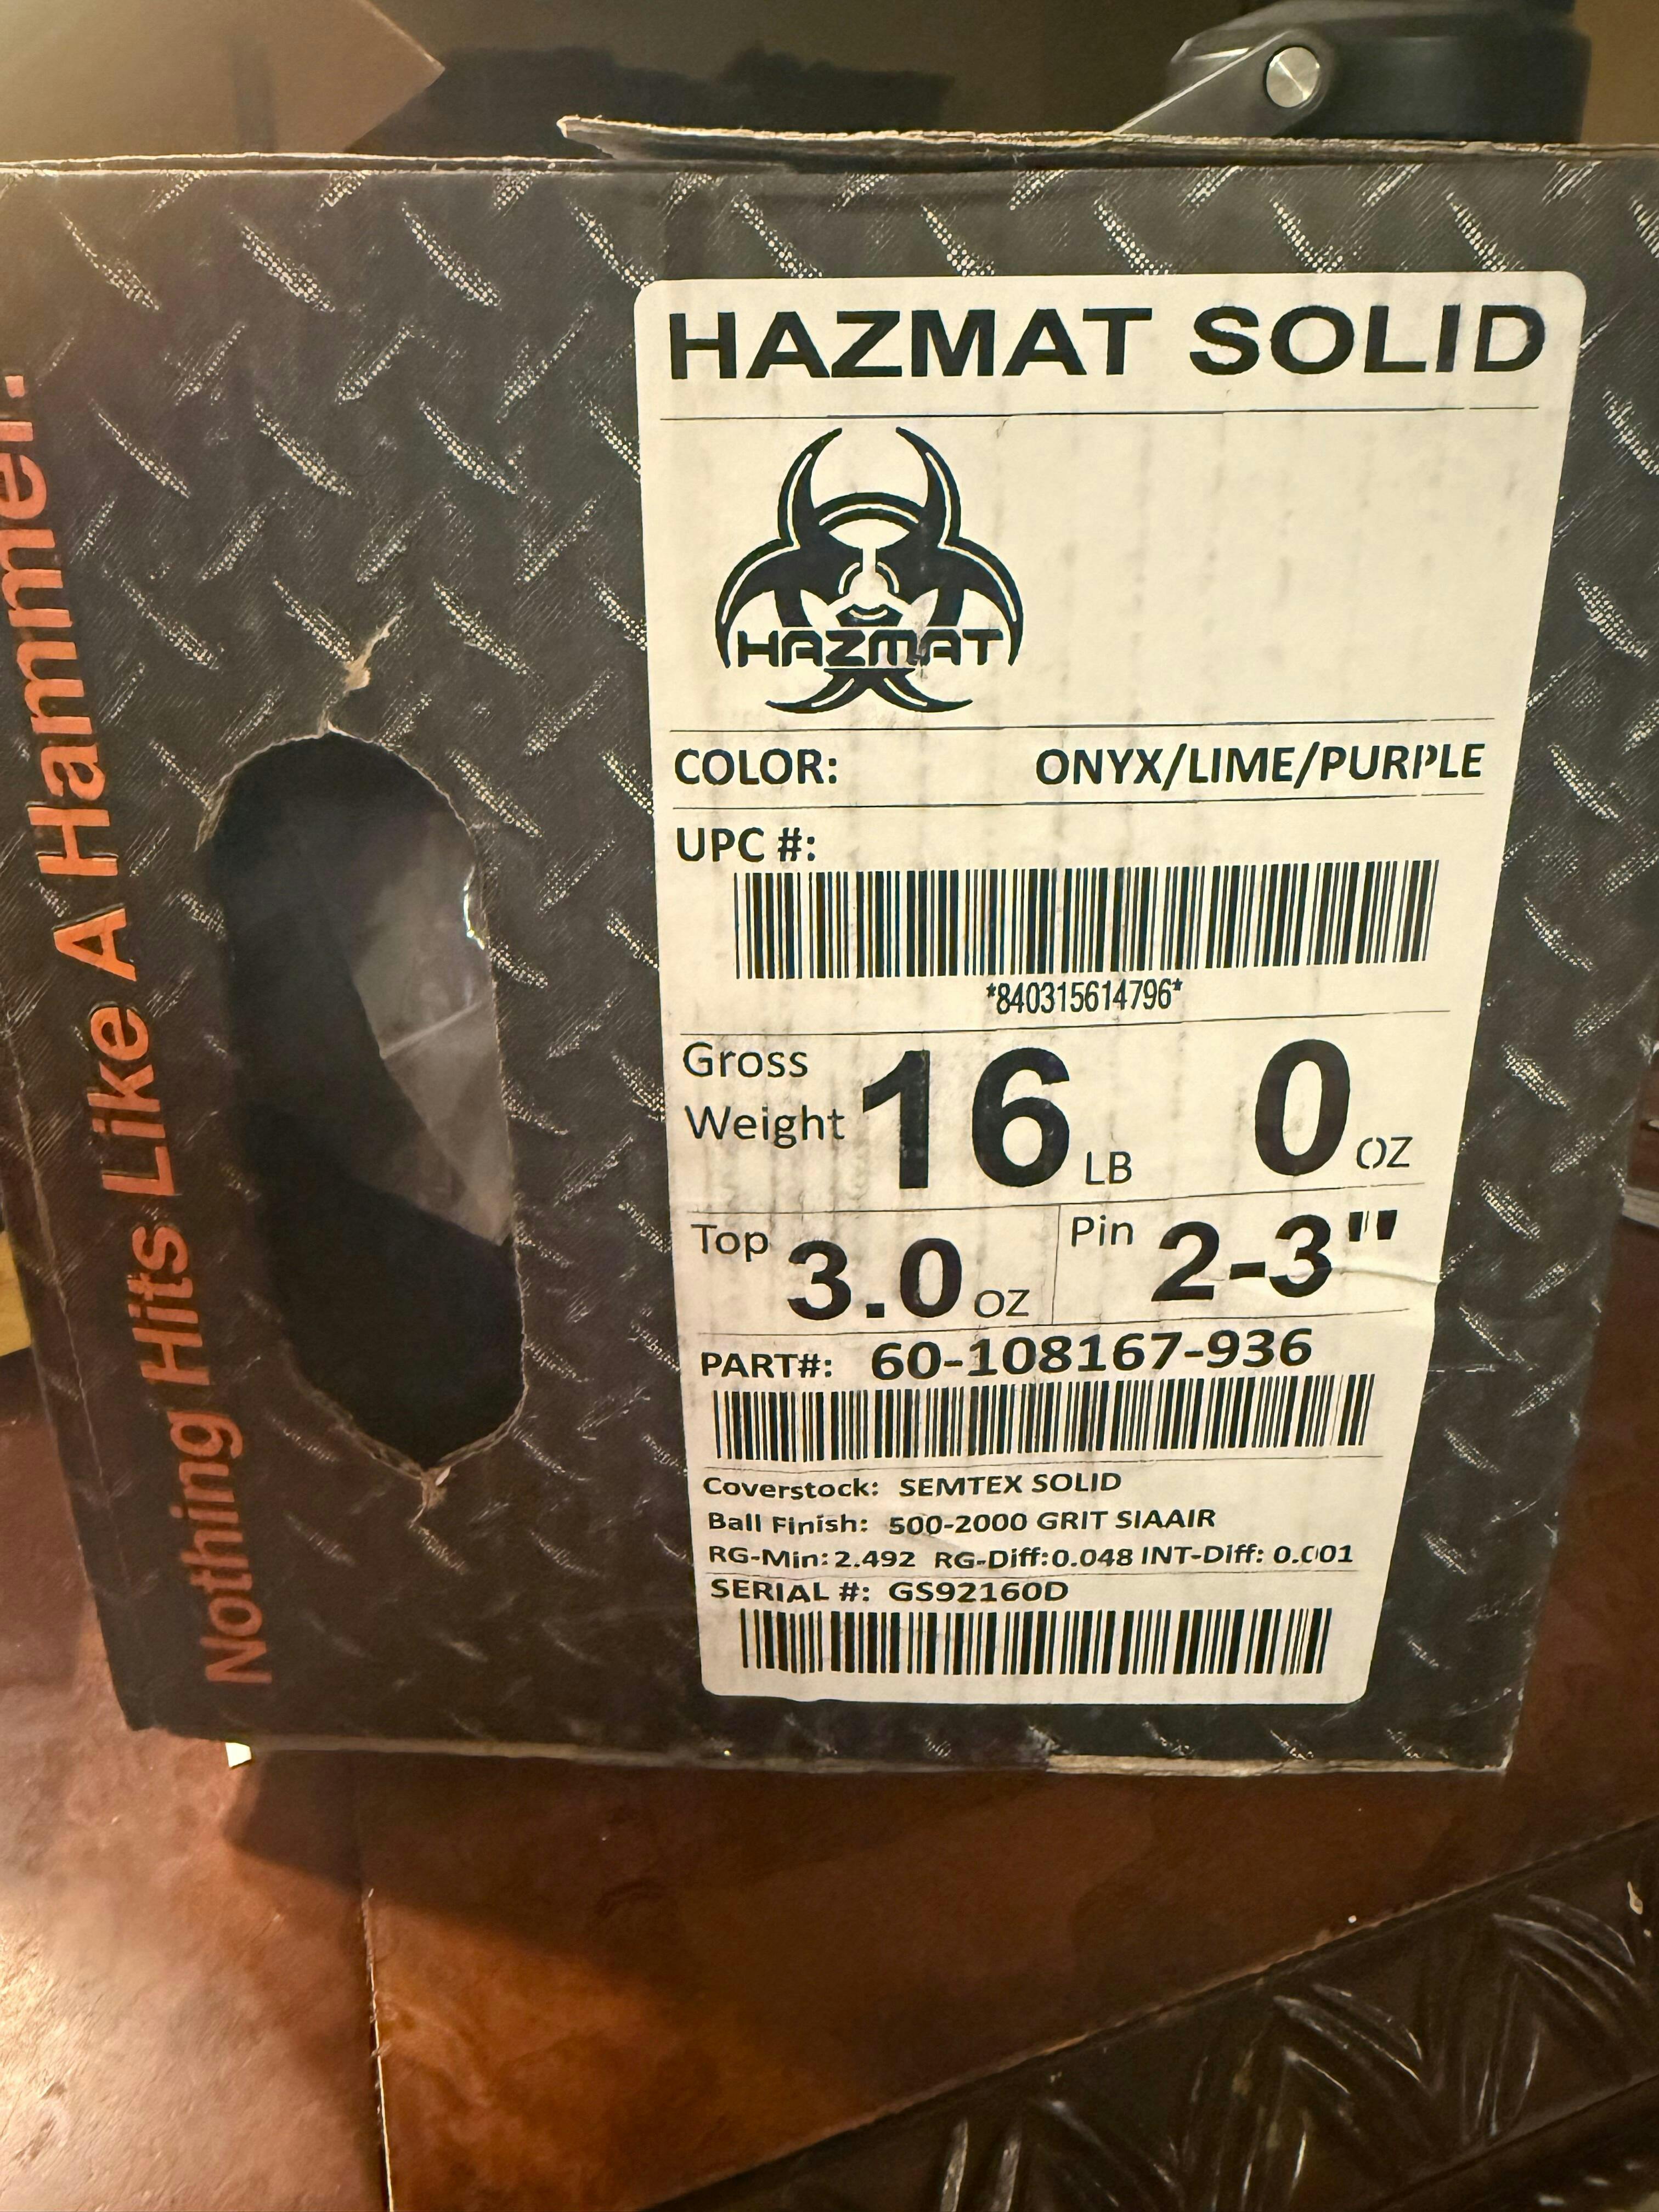 Nothing Hits Like A Hammer.
HAZMAT SOLID
HAZMAT
COLOR: ONYX/LIME/PURPLE
UPC #:
*840315614796*
Gross Weight 16 LB 0 OZ
Top 3.0 OZ Pin 2-3"
PART#: 60-108167-936
Coverstock: SEMTEX SOLID
Ball Finish: 500-2000 GRIT SIAAIR
RG-Min: 2.492 RG-Diff: 0.048 INT-Diff: 0.001
SERIAL #: GS92160D